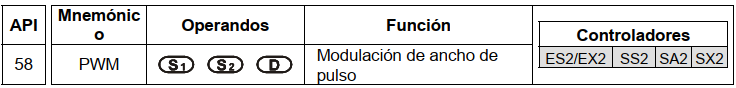 API Mnemónic
o Operandos Función Controladores
58 PWM S1 S2 D Modulación de ancho de
pulso ES2/EX2 SS2 SA2 SX2